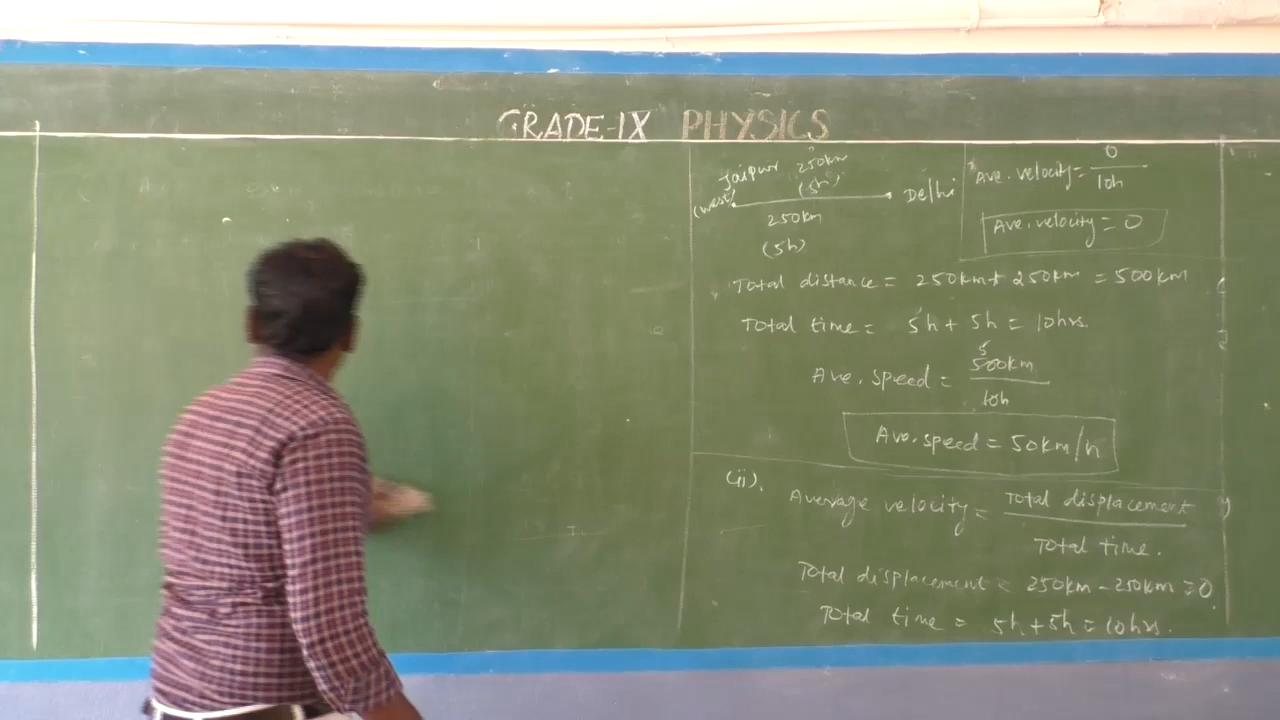 GRADE-IX PHYSICS
Jaipur 250km
(5h)
(west)
Delhi
250km
(5h)
Total distance = 250km + 250km = 500km
Total time = 5h + 5h = 10hrs.
Ave. speed = 500km / 10h
5
Ave. speed = 50km/h
(ii).
Average velocity = Total displacement
Total time.
Total displacement = 250km - 250km = 0.
Total time = 5h + 5h = 10hrs.
Ave. velocity = 0 / 10h
Ave. velocity = 0